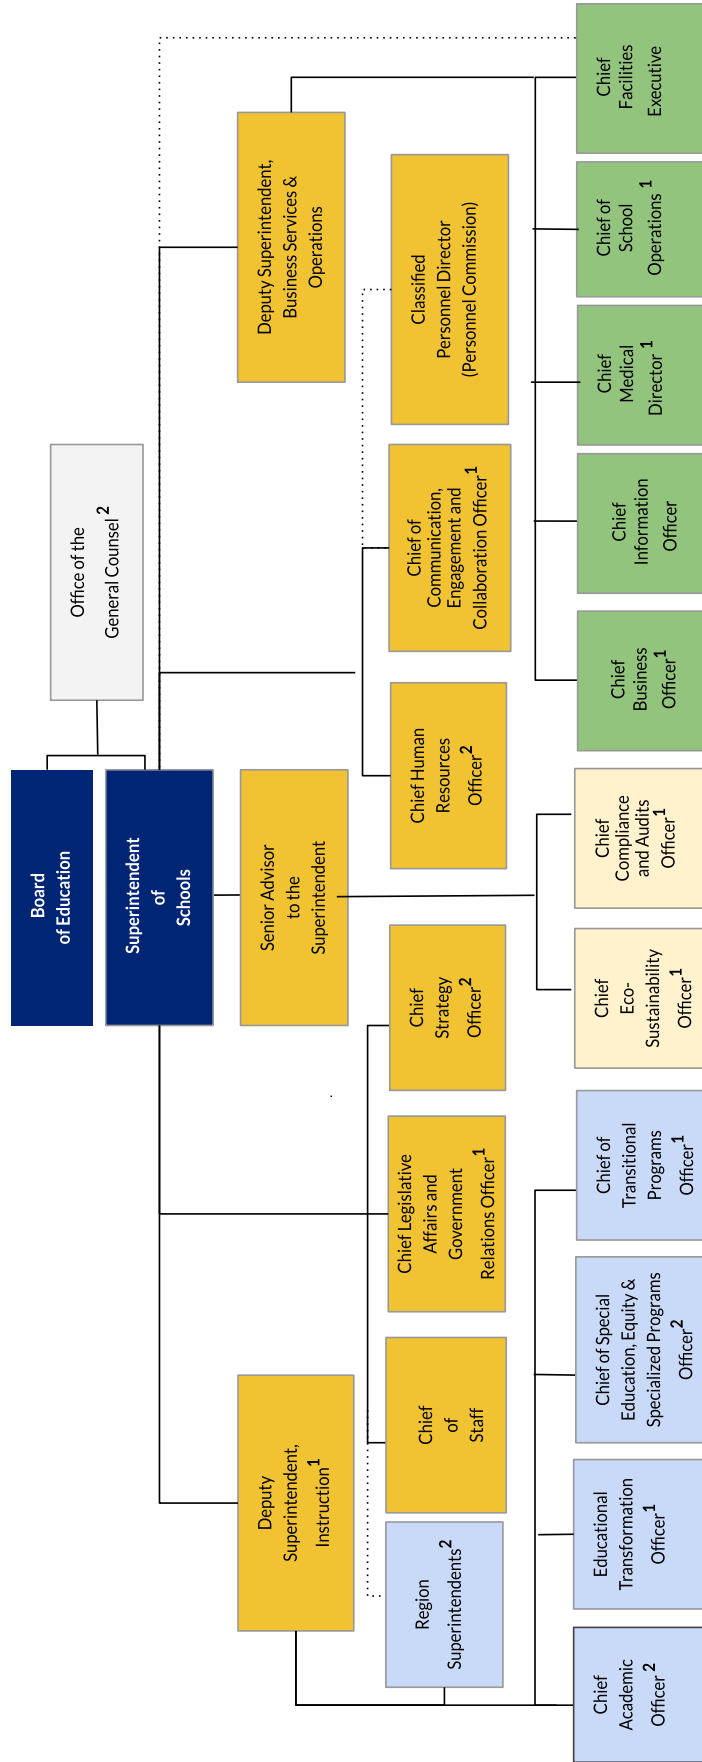 Board
of Education
Superintendent
of
Schools
Office of the
General Counsel2
Deputy
Superintendent,
Instruction1
Senior Advisor
to the
Superintendent
Deputy Superintendent,
Business Services &
Operations
Region
Superintendents2
Chief
of
Staff
Chief Legislative
Affairs and
Government
Relations Officer1
Chief
Strategy
Officer2
Chief Human
Resources
Officer2
Chief of
Communication,
Engagement and
Collaboration Officer1
Classified
Personnel Director
(Personnel Commission)
Chief
Academic
Officer2
Educational
Transformation
Officer1
Chief of Special
Education, Equity &
Specialized Programs
Officer2
Chief of
Transitional
Programs
Officer1
Chief
Eco-
Sustainability
Officer1
Chief
Compliance
and Audits
Officer1
Chief
Business
Officer1
Chief
Information
Officer
Chief
Medical
Director 1
Chief of
School
Operations 1
Chief
Facilities
Executive